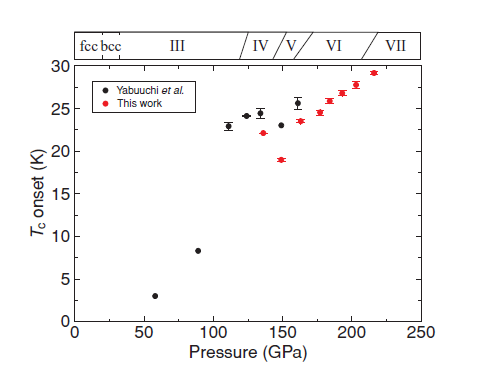 fcc bcc III IV V VI VII
30
25
20
15
10
5
0
Tc onset (K)
Yabuuchi et al.
This work
0 50 100 150 200 250
Pressure (GPa)